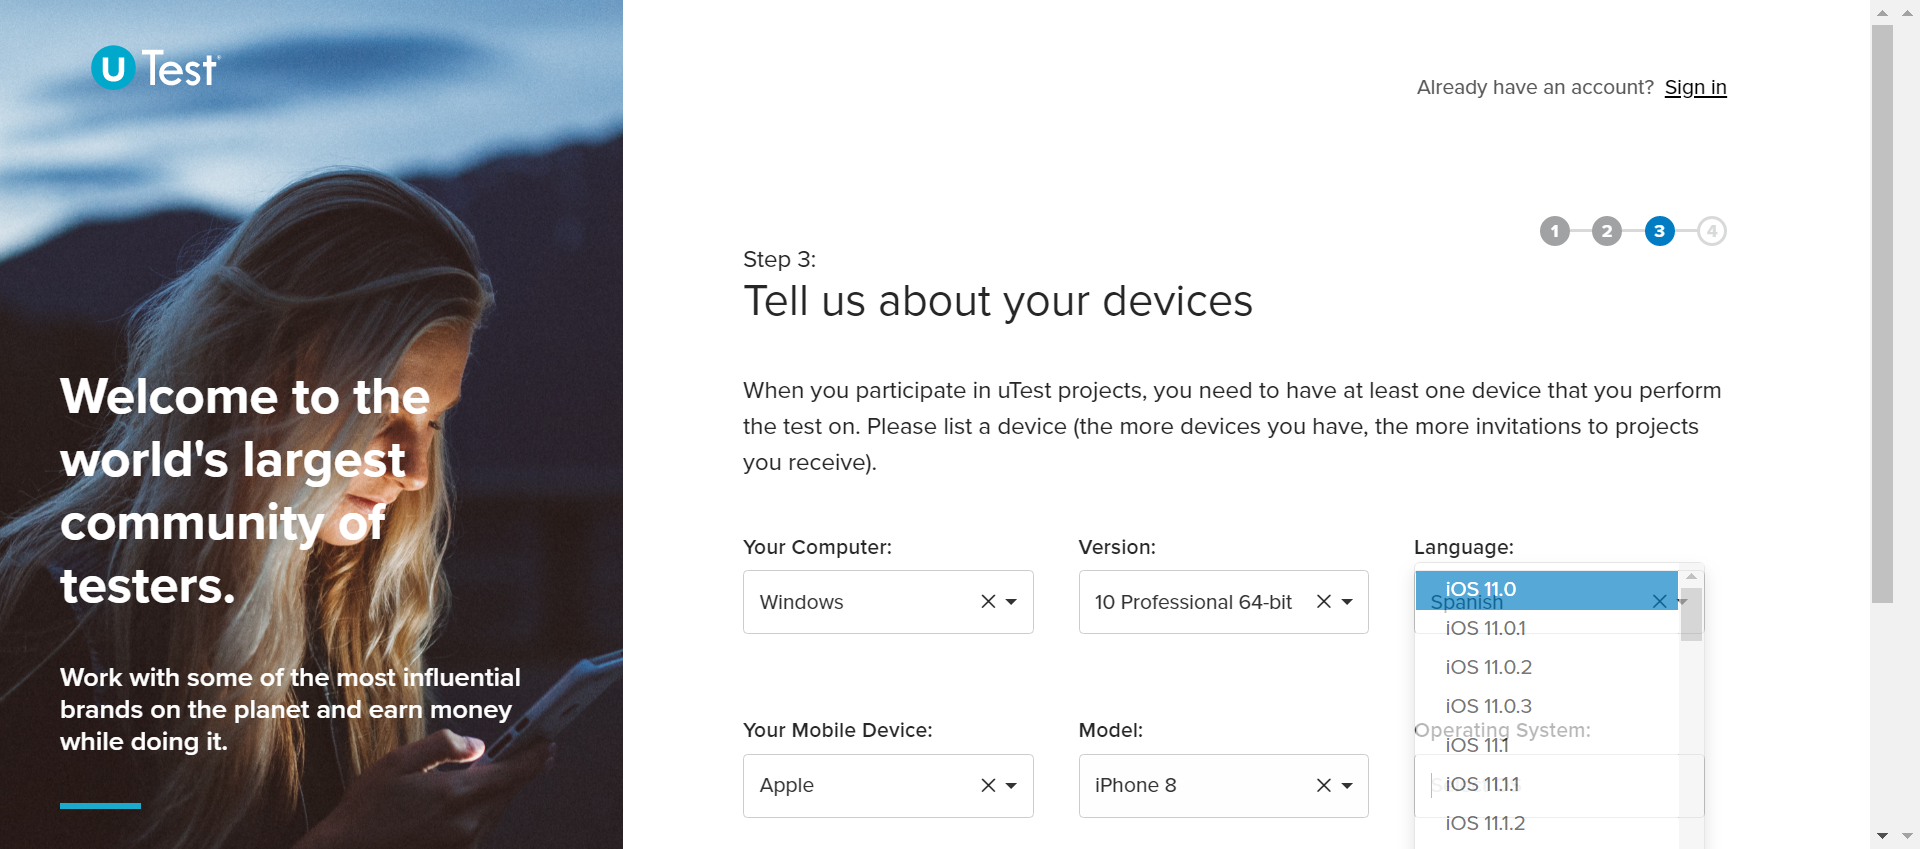 uTest
Already have an account? Sign in
1 2 3 4
Step 3:
Tell us about your devices
Welcome to the
world's largest
community of
testers.
Work with some of the most influential
brands on the planet and earn money
while doing it.
When you participate in uTest projects, you need to have at least one device that you perform
the test on. Please list a device (the more devices you have, the more invitations to projects
you receive).
Your Computer: Version: Language:
Windows 10 Professional 64-bit Spanish
Your Mobile Device: Model: Operating System:
Apple iPhone 8
iOS 11.0
iOS 11.0.1
iOS 11.0.2
iOS 11.0.3
iOS 11.1
iOS 11.1.1
iOS 11.1.2